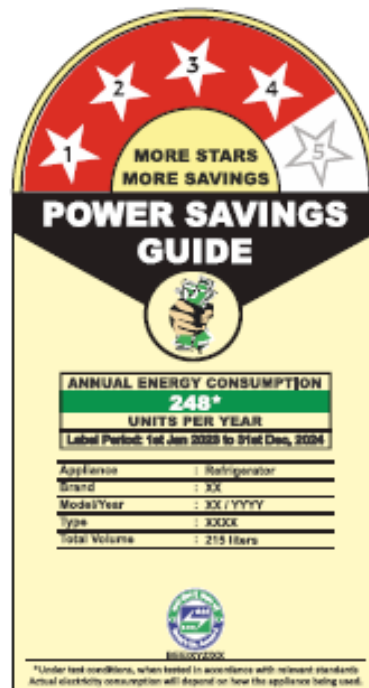 1 2 3 4 5
MORE STARS
MORE SAVINGS
POWER SAVINGS
GUIDE
ANNUAL ENERGY CONSUMPTION
248*
UNITS PER YEAR
Label Period: 1st Jan 2023 to 31st Dec, 2024
Appliance : Refrigerator
Brand : XX
Model/Year : XX / YYYY
Type : XXXX
Total Volume : 215 liters
*Under test conditions, when tested in accordance with relevant standards
Actual electricity consumption will depend on how the appliance being used.